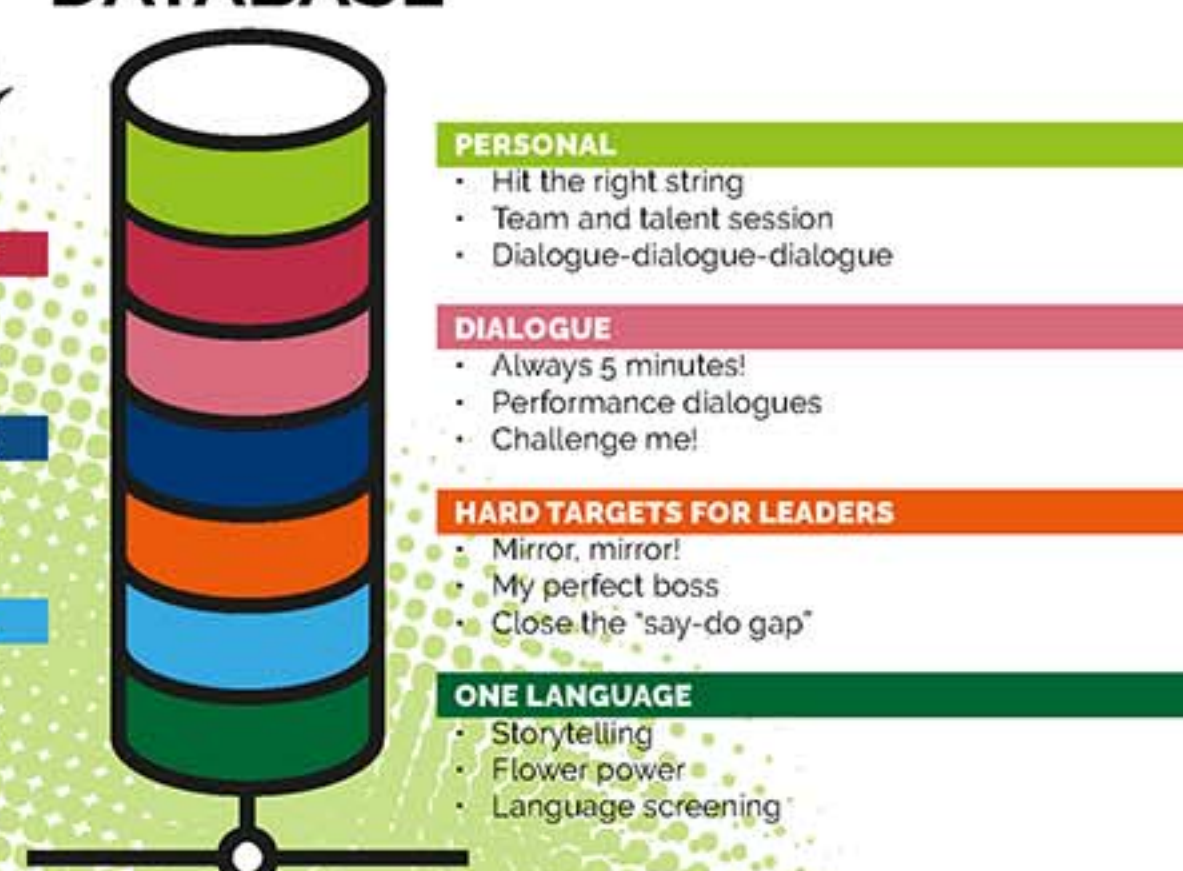 DATABASE
PERSONAL
• Hit the right string
• Team and talent session
• Dialogue-dialogue-dialogue
DIALOGUE
• Always 5 minutes!
• Performance dialogues
• Challenge me!
HARD TARGETS FOR LEADERS
• Mirror, mirror!
• My perfect boss
• Close the "say-do gap"
ONE LANGUAGE
• Storytelling
• Flower power
• Language screening